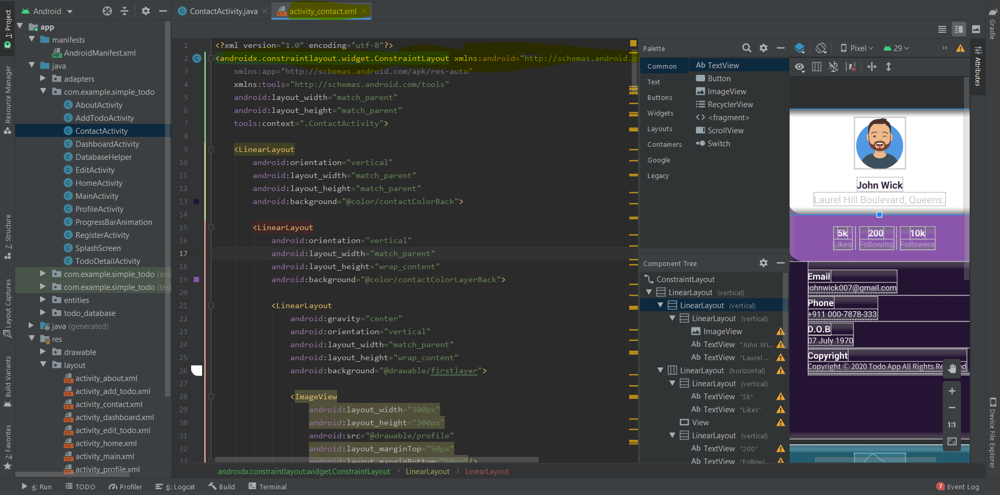 Android
ContactActivity.java
activity_contact.xml
1: Project
Resource Manager
7: Structure
Layout Captures
Build Variants
2: Favorites
app
manifests
AndroidManifest.xml
java
adapters
com.example.simple_todo
AboutActivity
AddTodoActivity
ContactActivity
DashboardActivity
DatabaseHelper
EditActivity
HomeActivity
MainActivity
ProfileActivity
ProgressBarAnimation
RegisterActivity
SplashScreen
TodoDetailActivity
com.example.simple_todo (and
com.example.simple_todo (test
entities
todo_database
java (generated)
res
drawable
layout
activity_about.xml
activity_add_todo.xml
activity_contact.xml
activity_dashboard.xml
activity_edit_todo.xml
activity_home.xml
activity_main.xml
activity_profile.xml
1 <?xml version="1.0" encoding="utf-8"?>
2 <androidx.constraintlayout.widget.ConstraintLayout xmlns:android="http://schemas.android.c
3 xmlns:app="http://schemas.android.com/apk/res-auto"
4 xmlns:tools="http://schemas.android.com/tools"
5 android:layout_width="match_parent"
6 android:layout_height="match_parent"
7 tools:context=".ContactActivity">
8
9 <LinearLayout
10 android:orientation="vertical"
11 android:layout_width="match_parent"
12 android:layout_height="match_parent"
13 android:background="@color/contactColorBack">
14
15 <LinearLayout
16 android:orientation="vertical"
17 android:layout_width="match_parent"
18 android:layout_height="wrap_content"
19 android:background="@color/contactColorLayerBack">
20
21 <LinearLayout
22 android:gravity="center"
23 android:orientation="vertical"
24 android:layout_width="match_parent"
25 android:layout_height="wrap_content"
26 android:background="@drawable/firstlayer">
27
28 <ImageView
29 android:layout_width="300px"
30 android:layout_height="300px"
31 android:src="@drawable/profile"
32 android:layout_marginTop="50px"
33 android:layout_marginBottom="50px"/>
androidx.constraintlayout.widget.ConstraintLayout › LinearLayout › LinearLayout
Palette
Common
Text
Buttons
Widgets
Layouts
Containers
Google
Legacy
Ab TextView
Button
ImageView
RecyclerView
<> <fragment>
ScrollView
Switch
Component Tree
ConstraintLayout
LinearLayout (vertical)
LinearLayout (vertical)
LinearLayout (vertical)
ImageView
Ab TextView "John Wi...
Ab TextView "Laurel ...
LinearLayout (horizontal)
LinearLayout (vertical)
Ab TextView "5k"
Ab TextView "Likes"
View
LinearLayout (vertical)
Ab TextView "200"
Ab TextView "Followi...
Pixel
29
John Wick
Laurel Hill Boulevard, Queens.
5k 200 10k
Likes Following Followers
Email
johnwick007@gmail.com
Phone
+911 000-7878-333
D.O.B
07 July 1970
Copyright
Copyright © 2020 Todo App All Rights Re
1:1
Gradle
Attributes
Device File Explorer
4: Run
TODO
Profiler
6: Logcat
Build
Terminal
7 Event Log